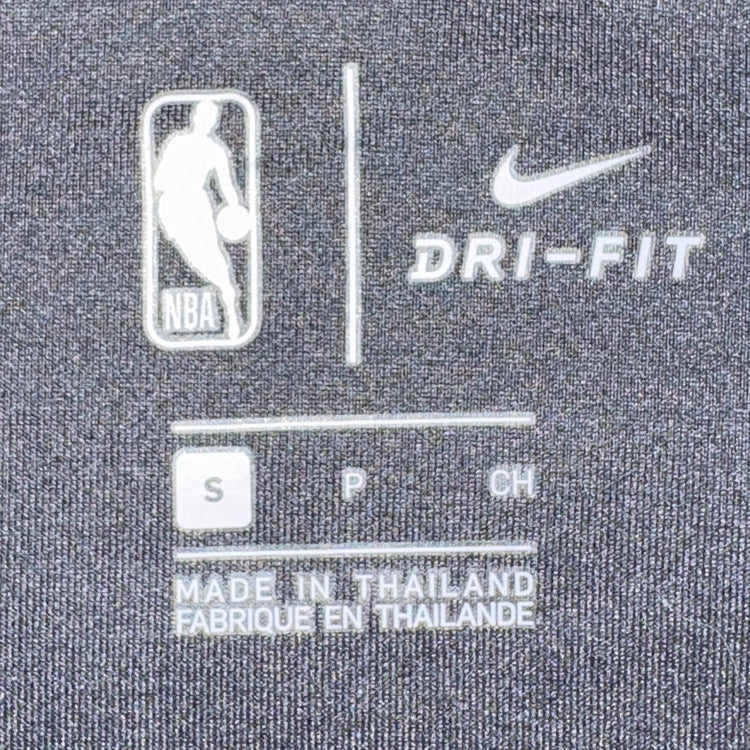 NBA
DRI-FIT
S P CH
MADE IN THAILAND
FABRIQUE EN THAILANDE